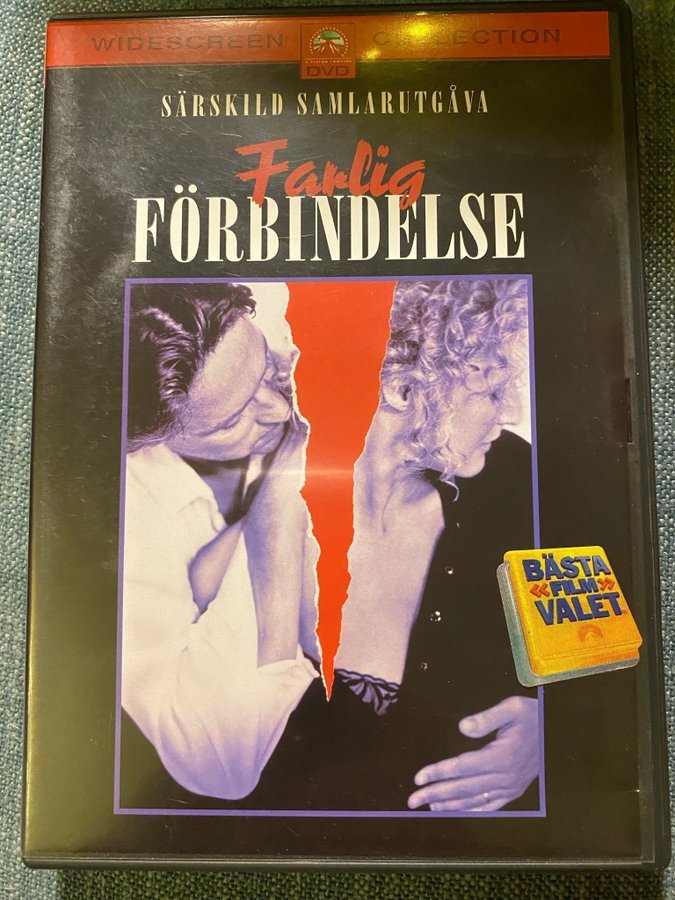 WIDESCREEN COLLECTION
DVD
SÄRSKILD SAMLARUTGÅVA
Farlig
FÖRBINDELSE
BÄSTA
«FILM»
VALET